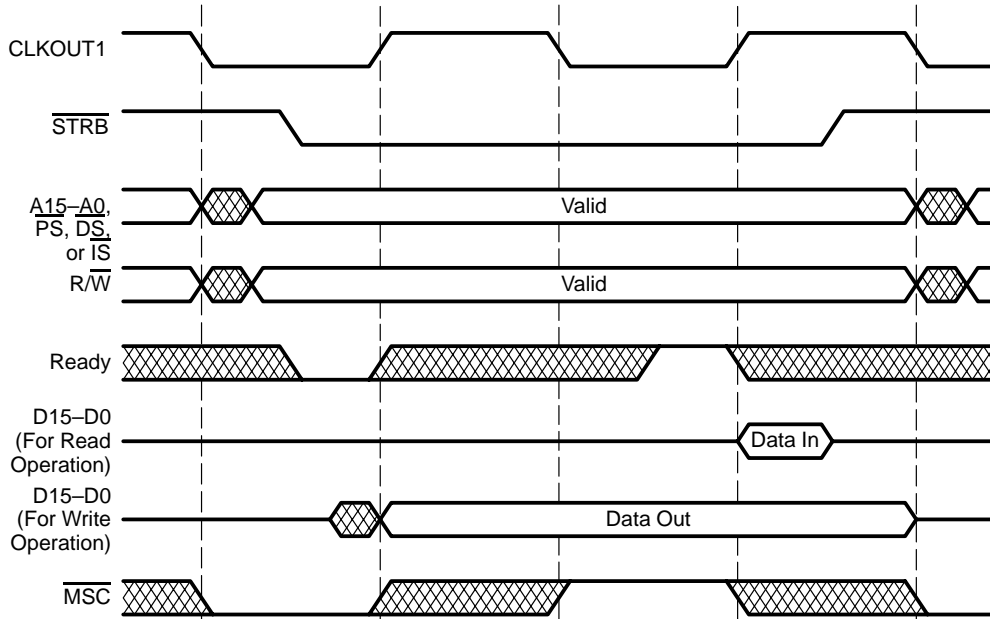 CLKOUT1
STRB
A15–A0,
PS, DS,
or IS
Valid
R/W
Valid
Ready
D15–D0
(For Read
Operation)
Data In
D15–D0
(For Write
Operation)
Data Out
MSC